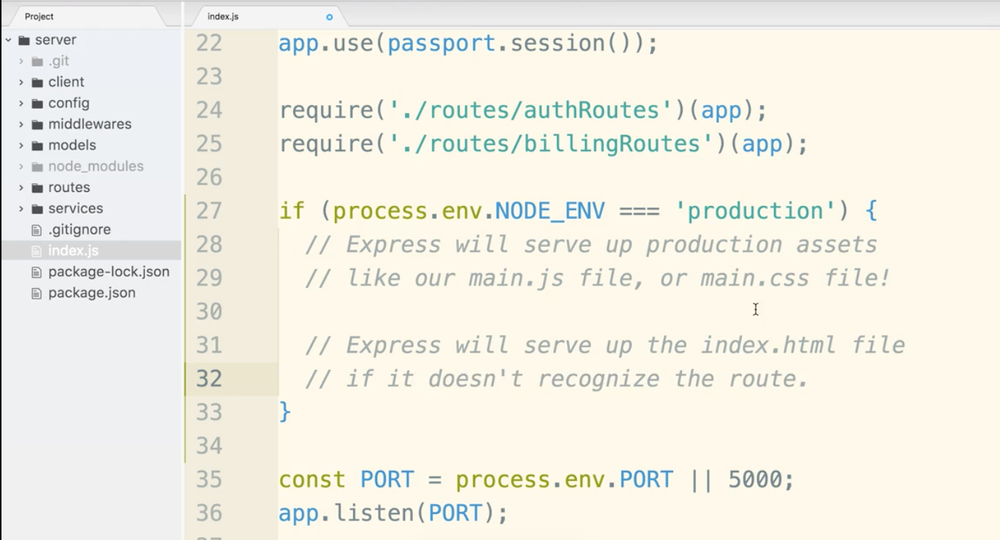 Project
server
.git
client
config
middlewares
models
node_modules
routes
services
.gitignore
index.js
package-lock.json
package.json
index.js
22 app.use(passport.session());
23
24 require('./routes/authRoutes')(app);
25 require('./routes/billingRoutes')(app);
26
27 if (process.env.NODE_ENV === 'production') {
28 // Express will serve up production assets
29 // like our main.js file, or main.css file!
30
31 // Express will serve up the index.html file
32 // if it doesn't recognize the route.
33 }
34
35 const PORT = process.env.PORT || 5000;
36 app.listen(PORT);